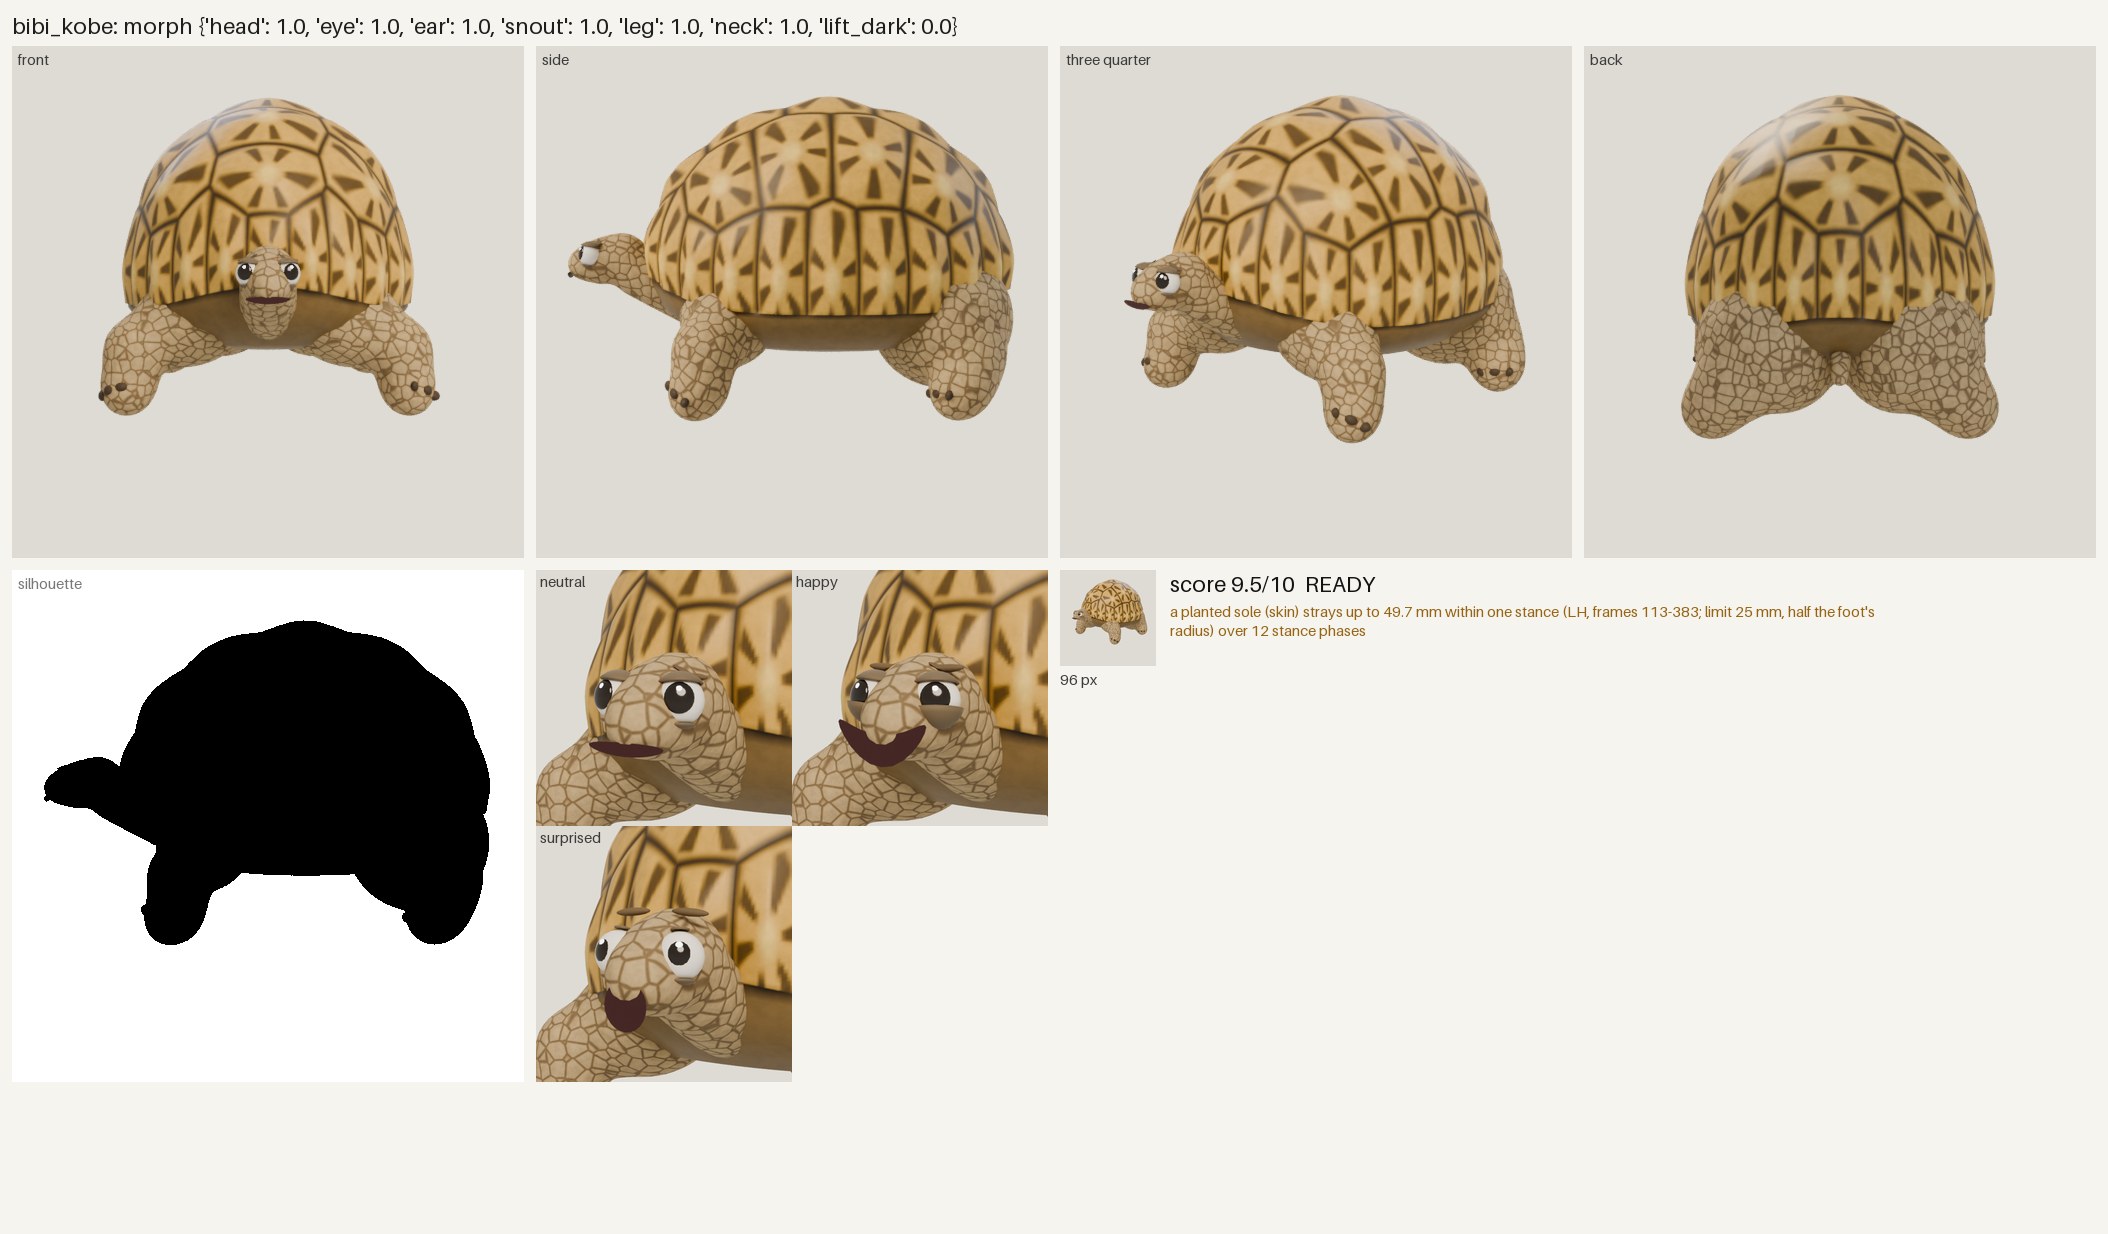 bibi_kobe: morph {'head': 1.0, 'eye': 1.0, 'ear': 1.0, 'snout': 1.0, 'leg': 1.0, 'neck': 1.0, 'lift_dark': 0.0}
front
side
three quarter
back
silhouette
neutral
happy
surprised
96 px
score 9.5/10  READY
a planted sole (skin) strays up to 49.7 mm within one stance (LH, frames 113-383; limit 25 mm, half the foot's
radius) over 12 stance phases